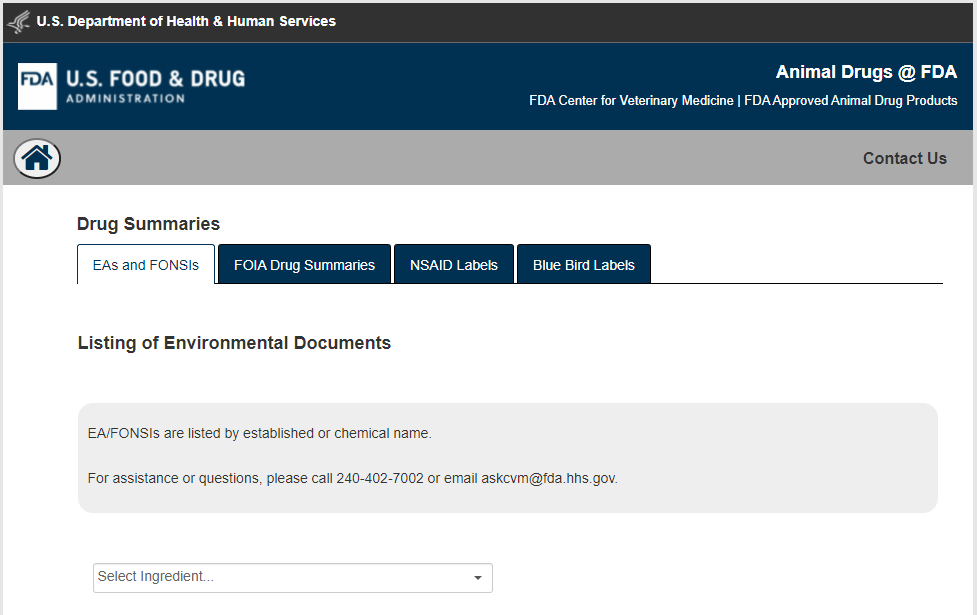 U.S. Department of Health & Human Services
FDA U.S. FOOD & DRUG
ADMINISTRATION
Animal Drugs @ FDA
FDA Center for Veterinary Medicine | FDA Approved Animal Drug Products
Contact Us
Drug Summaries
EAs and FONSIs FOIA Drug Summaries NSAID Labels Blue Bird Labels
Listing of Environmental Documents
EA/FONSIs are listed by established or chemical name.
For assistance or questions, please call 240-402-7002 or email askcvm@fda.hhs.gov.
Select Ingredient...